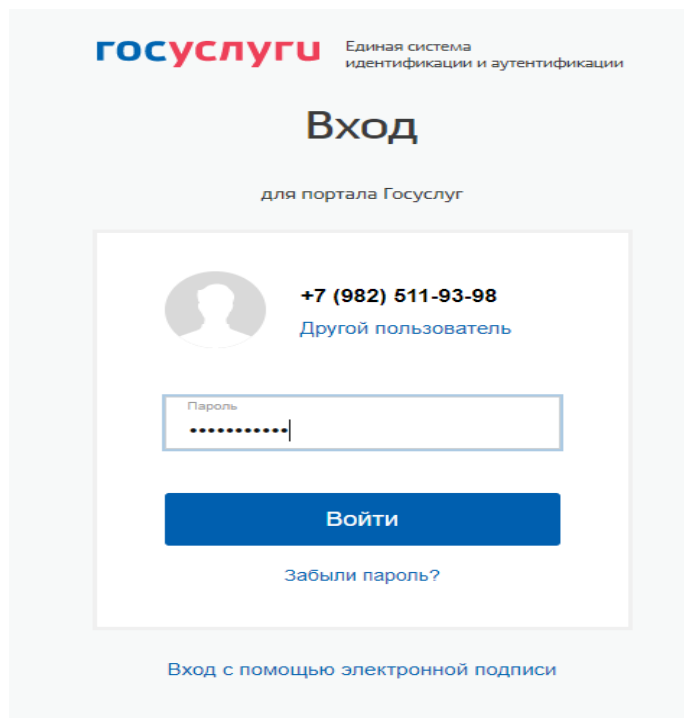 госуслуги
Единая система
идентификации и аутентификации
Вход
для портала Госуслуг
+7 (982) 511-93-98
Другой пользователь
Пароль
•••••••••••
Войти
Забыли пароль?
Вход с помощью электронной подписи